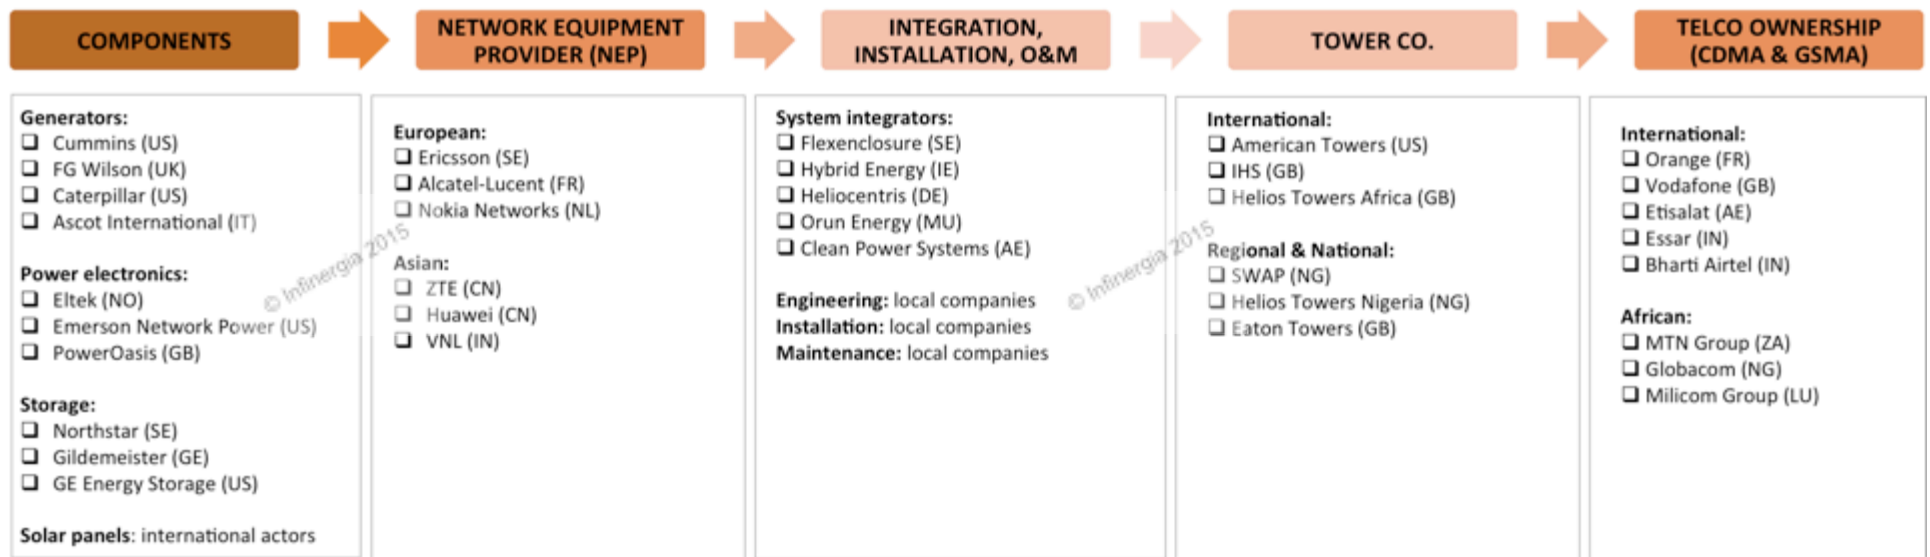 COMPONENTS
NETWORK EQUIPMENT
PROVIDER (NEP)
INTEGRATION,
INSTALLATION, O&M
TOWER CO.
TELCO OWNERSHIP
(CDMA & GSMA)
Generators:
Cummins (US)
FG Wilson (UK)
Caterpillar (US)
Ascot International (IT)
Power electronics:
Eltek (NO)
Emerson Network Power (US)
PowerOasis (GB)
Storage:
Northstar (SE)
Gildemeister (GE)
GE Energy Storage (US)
Solar panels: international actors
© Infinergia 2015
European:
Ericsson (SE)
Alcatel-Lucent (FR)
Nokia Networks (NL)
Asian:
ZTE (CN)
Huawei (CN)
VNL (IN)
System integrators:
Flexenclosure (SE)
Hybrid Energy (IE)
Heliocentris (DE)
Orun Energy (MU)
Clean Power Systems (AE)
Engineering: local companies
Installation: local companies
Maintenance: local companies
© Infinergia 2015
International:
American Towers (US)
IHS (GB)
Helios Towers Africa (GB)
Regional & National:
SWAP (NG)
Helios Towers Nigeria (NG)
Eaton Towers (GB)
International:
Orange (FR)
Vodafone (GB)
Etisalat (AE)
Essar (IN)
Bharti Airtel (IN)
African:
MTN Group (ZA)
Globacom (NG)
Milicom Group (LU)